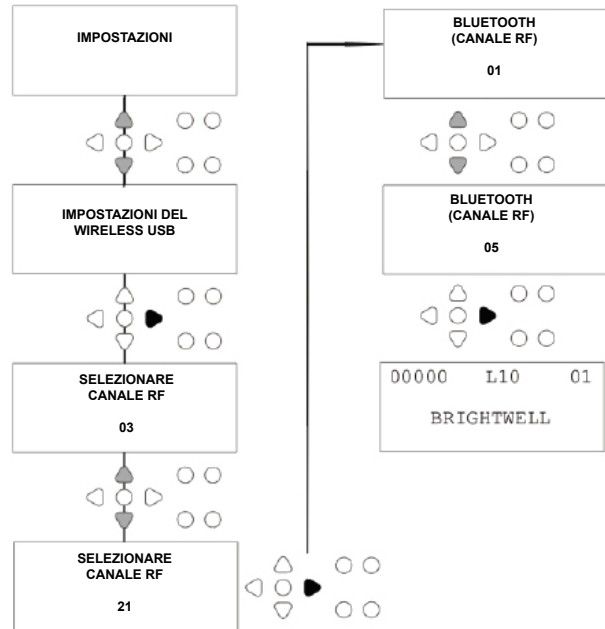 IMPOSTAZIONI
IMPOSTAZIONI DEL
WIRELESS USB
SELEZIONARE
CANALE RF
03
SELEZIONARE
CANALE RF
21
BLUETOOTH
(CANALE RF)
01
BLUETOOTH
(CANALE RF)
05
00000 L10 01
BRIGHTWELL